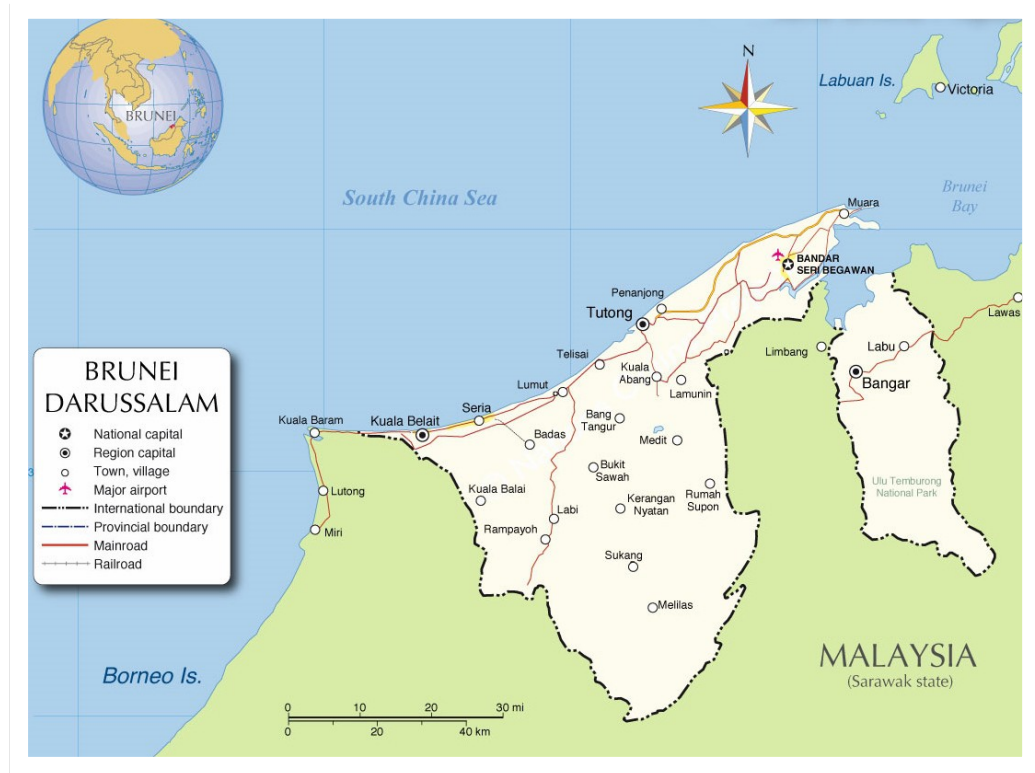 BRUNEI
N
Labuan Is.
Victoria
South China Sea
Brunei
Bay
Muara
BANDAR
SERI BEGAWAN
Penanjong
Tutong
Lawas
Limbang
Labu
Telisai
Kuala
Abang
Bangar
Lumut
Lamunin
BRUNEI
DARUSSALAM
National capital
Region capital
Town, village
Major airport
International boundary
Provincial boundary
Mainroad
Railroad
Kuala Baram
Kuala Belait
Seria
Bang
Tangur
Badas
Medit
3
Lutong
Bukit
Sawah
Kuala Balai
Kerangan
Nyatan
Rumah
Supon
Ulu Temburong
National Park
Miri
Labi
Rampayoh
Sukang
Melilas
Borneo Is.
MALAYSIA
(Sarawak state)
0 10 20 30 mi
0 20 40 km